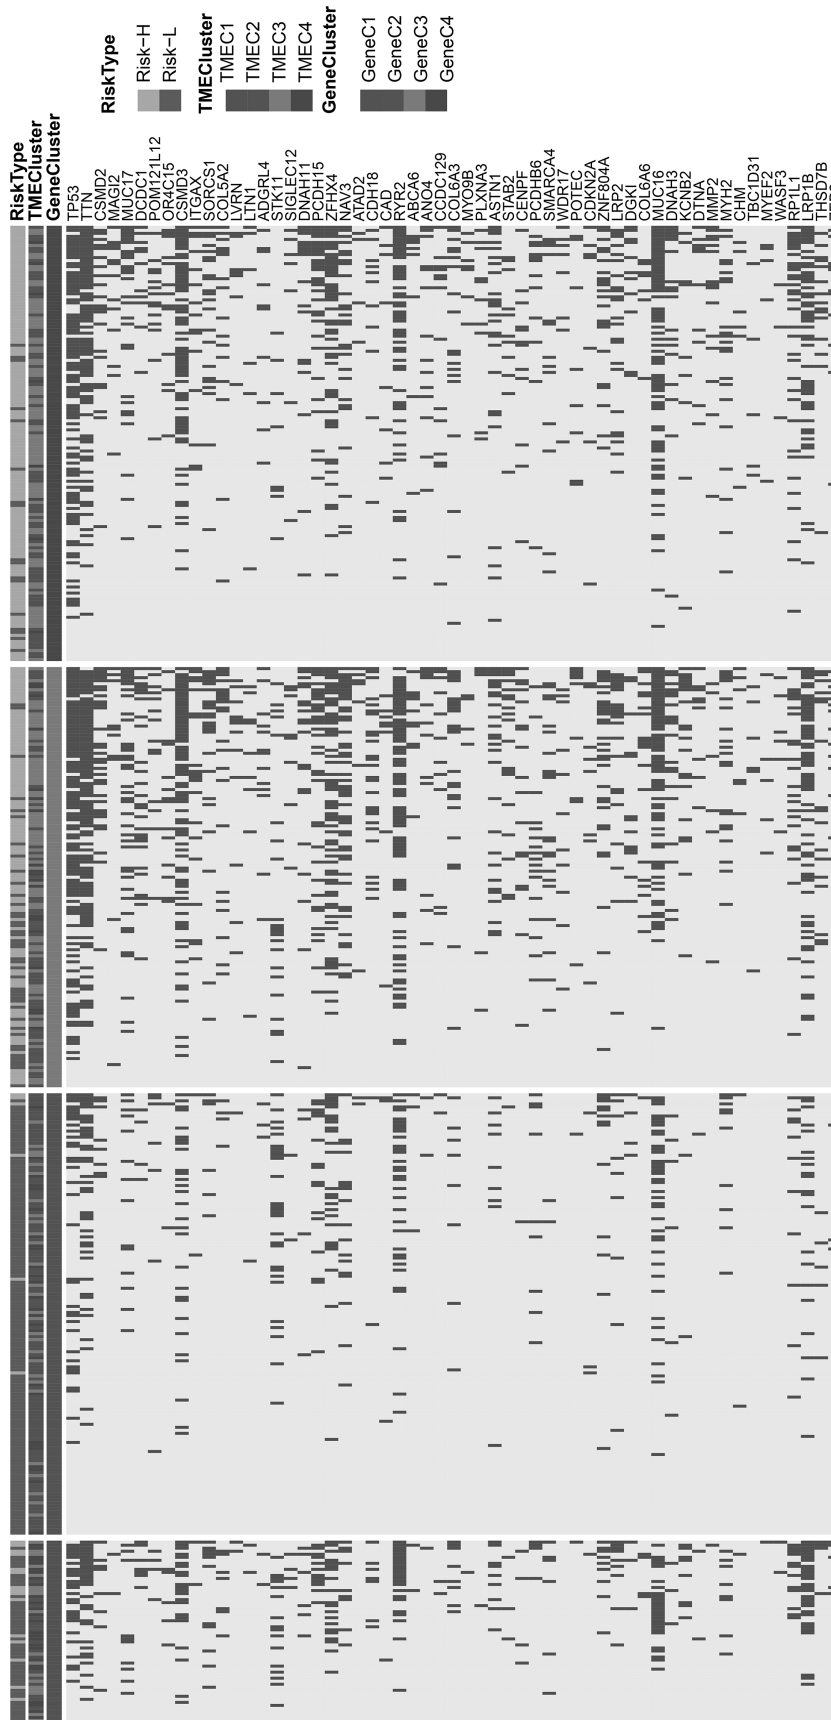 RiskType
Risk−H
Risk−L
TMECluster
TMEC1
TMEC2
TMEC3
TMEC4
GeneCluster
GeneC1
GeneC2
GeneC3
GeneC4
RiskType
TMECluster
GeneCluster
TP53
TTN
CSMD2
MAGI2
MUC17
PDDC1
POM121L12
OR4C15
CSMD3
ITGAX
SORCS1
COL5A2
LVRN
LTN1
ADGRL4
STK11
SIGLEC12
DNAH11
PCDH15
ZFHX4
NAV3
ATAD2
CDH18
CAD
RYR2
ABCA6
ANO4
CCDC129
COL6A3
MYO9B
PLXNA3
ASTN1
STAB2
CENPF
PCDHB6
SMARCA4
WDR17
POTEC
CDKN2A
ZNF804A
LRP2
DGKI
COL6A6
MUC16
DNAH3
KCNB2
DTNA
MMP2
MYH2
CHM
TBC1D31
MYEF2
WASF3
RP1L1
LRP1B
THSD7B